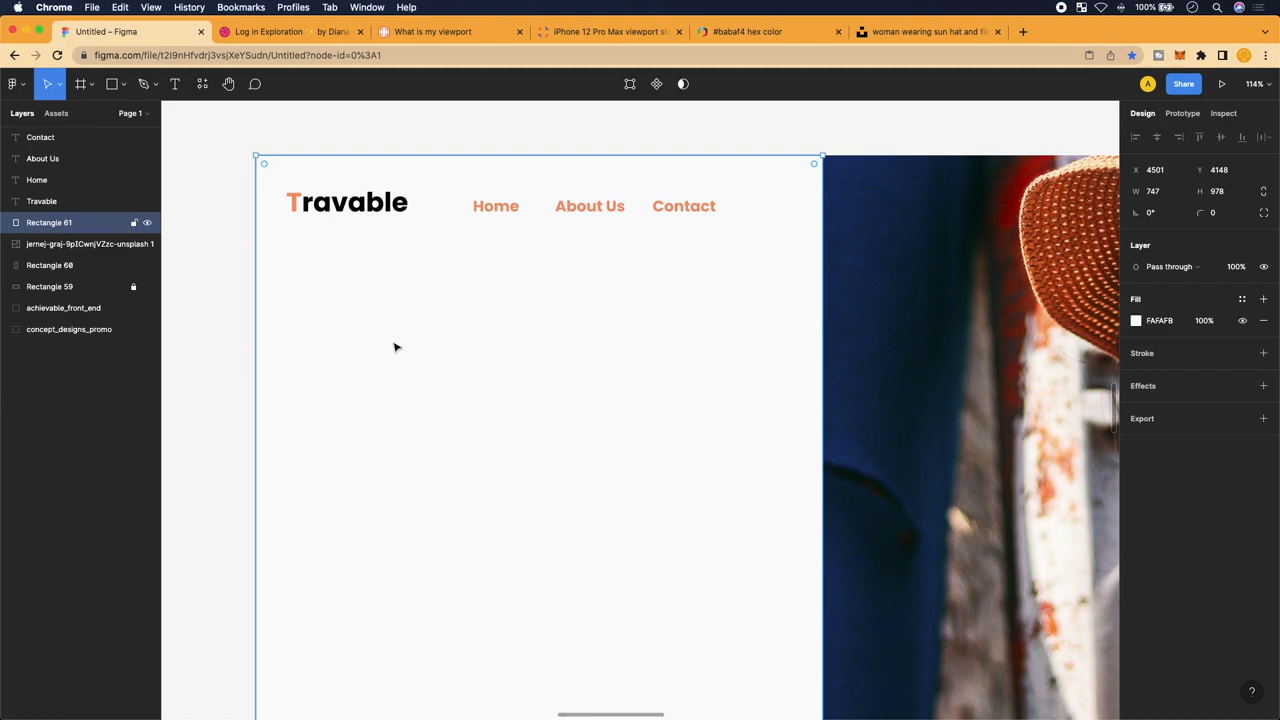 Chrome File Edit View History Bookmarks Profiles Tab Window Help 100%
Untitled – Figma
Log in Exploration by Diana
What is my viewport
iPhone 12 Pro Max viewport si
#babaf4 hex color
woman wearing sun hat and fl
figma.com/file/t2I9nHfvdrj3vsjXeYSudn/Untitled?node-id=0%3A1
A Share 114%
Layers Assets Page 1
Design Prototype Inspect
Contact
About Us
Home
Travable
Rectangle 61
jernej-graj-9pICwnjVZzc-unsplash 1
Rectangle 60
Rectangle 59
achievable_front_end
concept_designs_promo
Travable Home About Us Contact
X 4501 Y 4148
W 747 H 978
0° 0
Layer
Pass through 100%
Fill
FAFAFB 100%
Stroke
Effects
Export
?